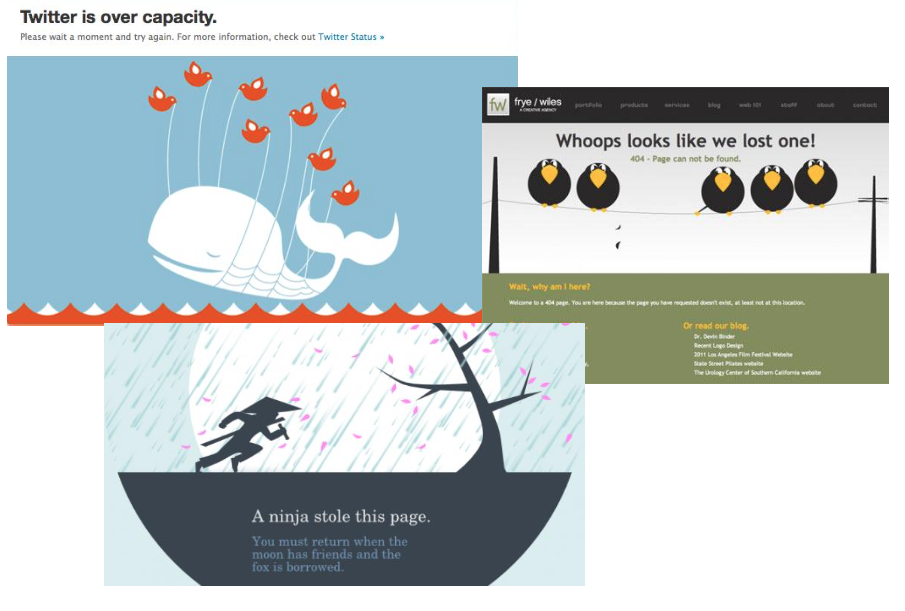 Twitter is over capacity.
Please wait a moment and try again. For more information, check out Twitter Status »
fw frye / wiles
A CREATIVE AGENCY
portfolio products services blog web 101 staff about contact
Whoops looks like we lost one!
404 - Page can not be found.
Wait, why am I here?
Welcome to a 404 page. You are here because the page you have requested doesn't exist, at least not at this location.
Or read our blog.
Dr. Devin Binder
Recent Logo Design
2011 Los Angeles Film Festival Website
State Street Pilates website
The Urology Center of Southern California website
A ninja stole this page.
You must return when the
moon has friends and the
fox is borrowed.